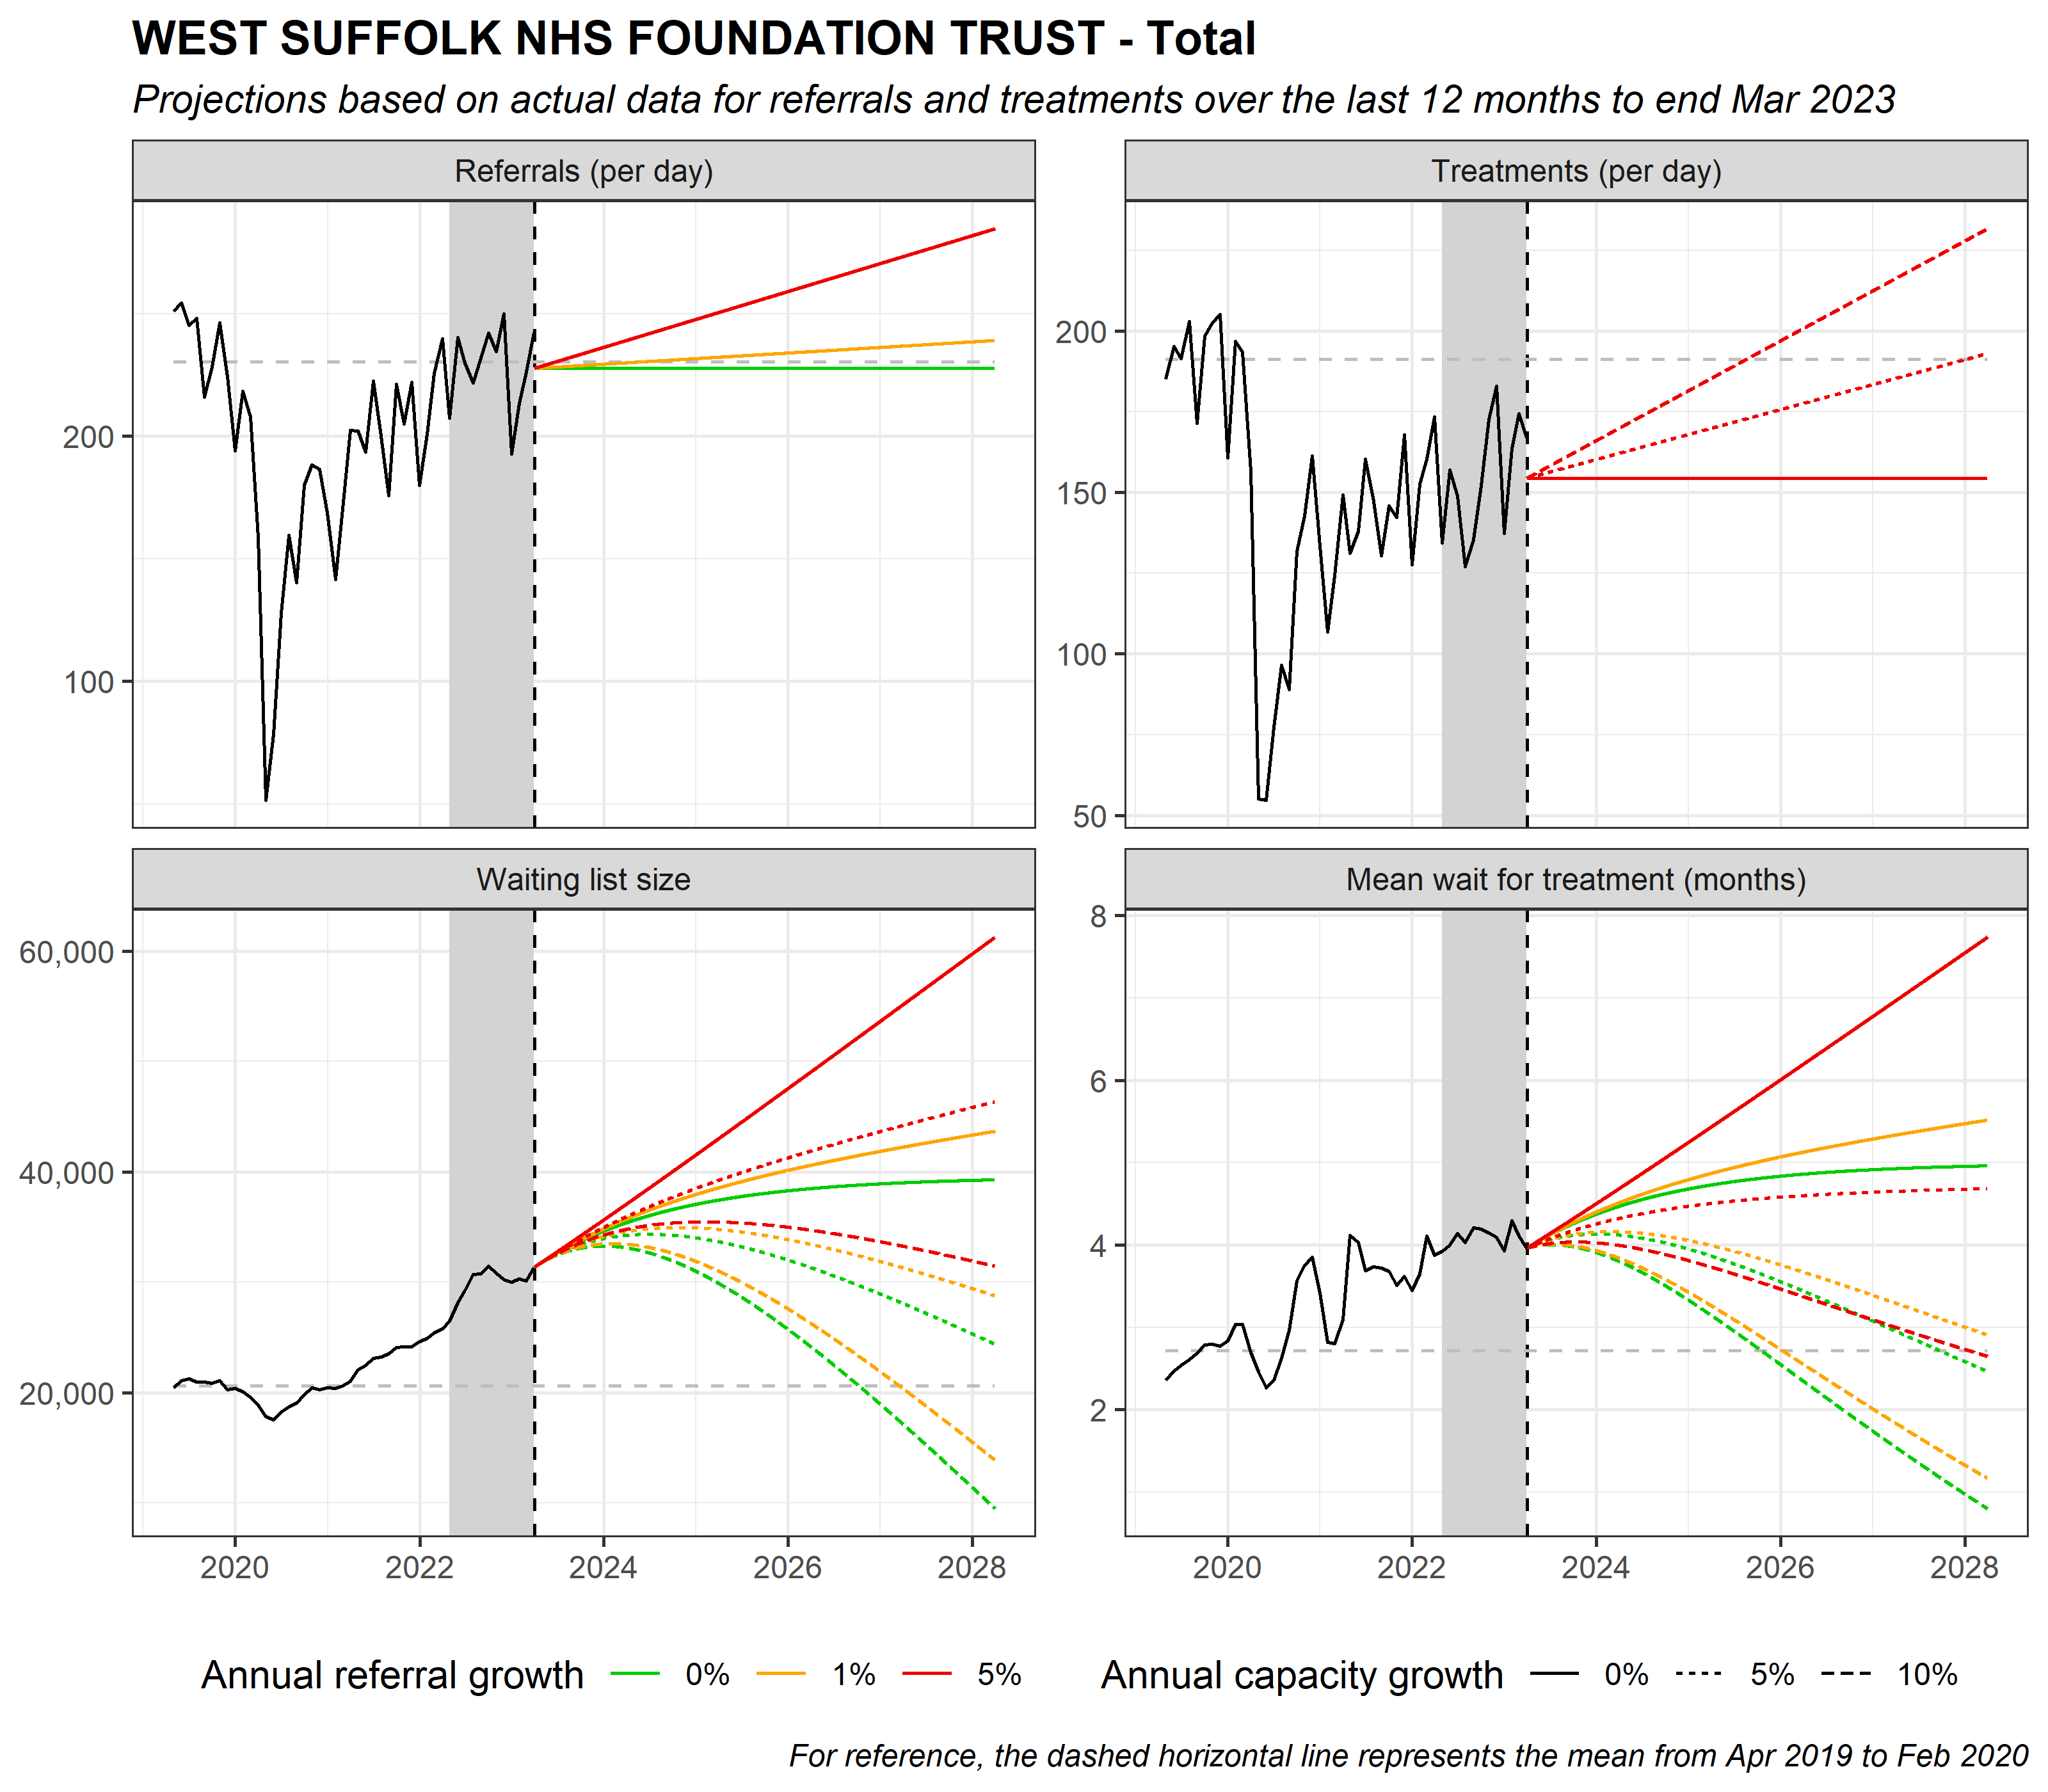 WEST SUFFOLK NHS FOUNDATION TRUST - Total
Projections based on actual data for referrals and treatments over the last 12 months to end Mar 2023
Referrals (per day)
200
100
Treatments (per day)
200
150
100
50
Waiting list size
60,000
40,000
20,000
2020 2022 2024 2026 2028
Mean wait for treatment (months)
8
6
4
2
2020 2022 2024 2026 2028
Annual referral growth 0% 1% 5%
Annual capacity growth 0% 5% 10%
For reference, the dashed horizontal line represents the mean from Apr 2019 to Feb 2020